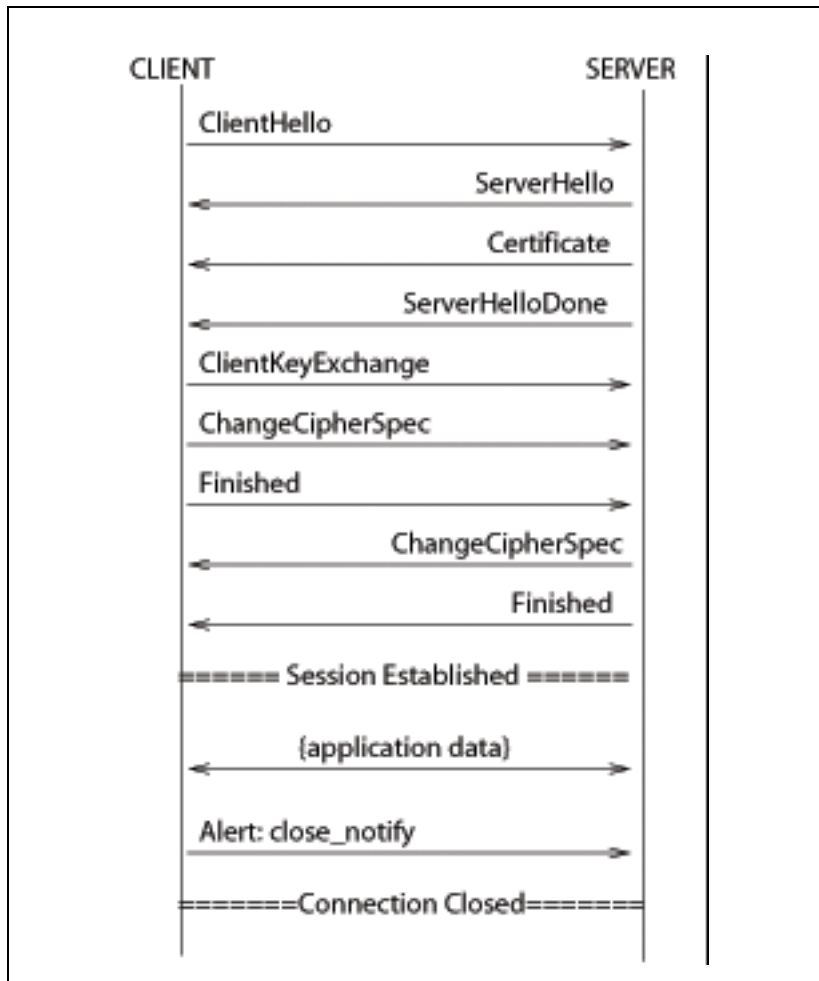 CLIENT SERVER
ClientHello
ServerHello
Certificate
ServerHelloDone
ClientKeyExchange
ChangeCipherSpec
Finished
ChangeCipherSpec
Finished
====== Session Established ======
{application data}
Alert: close_notify
=======Connection Closed=======